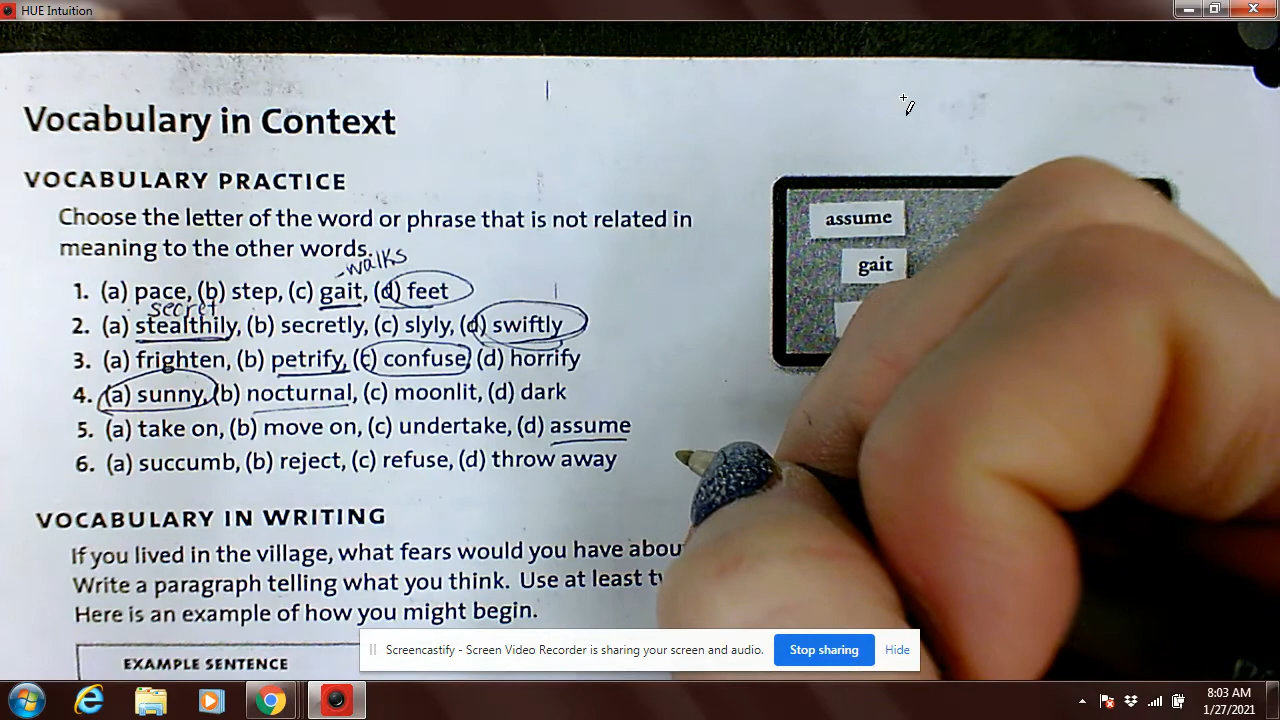 HUE Intuition
Vocabulary in Context
VOCABULARY PRACTICE
Choose the letter of the word or phrase that is not related in
meaning to the other words.
-walks
1. (a) pace, (b) step, (c) gait, (d) feet
secret
2. (a) stealthily, (b) secretly, (c) slyly, (d) swiftly
3. (a) frighten, (b) petrify, (c) confuse, (d) horrify
4. (a) sunny, (b) nocturnal, (c) moonlit, (d) dark
5. (a) take on, (b) move on, (c) undertake, (d) assume
6. (a) succumb, (b) reject, (c) refuse, (d) throw away
assume
gait
VOCABULARY IN WRITING
If you lived in the village, what fears would you have
Write a paragraph telling what you think. Use at least
Here is an example of how you might begin.
EXAMPLE SENTENCE
Screencastify - Screen Video Recorder is sharing your screen and audio.
Stop sharing
Hide
8:03 AM
1/27/2021